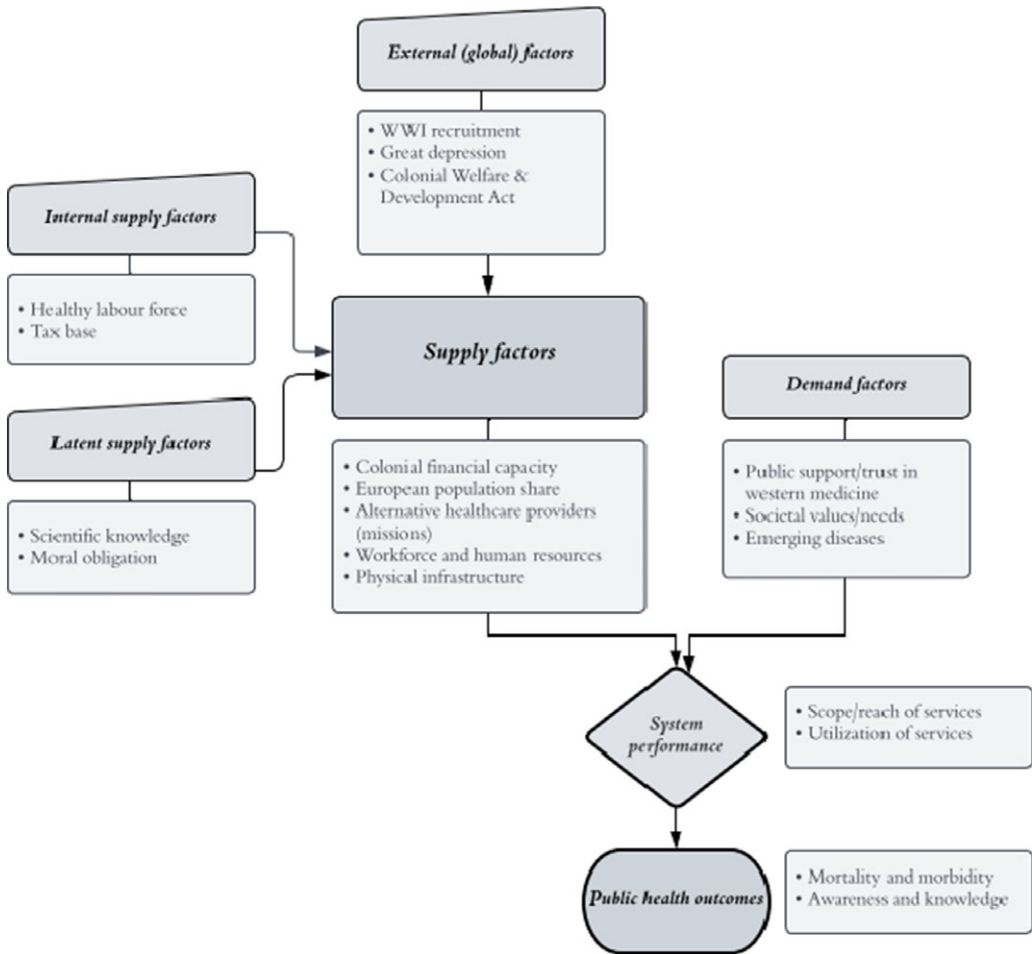 External (global) factors
• WWI recruitment
• Great depression
• Colonial Welfare &
Development Act
Internal supply factors
• Healthy labour force
• Tax base
Supply factors
Demand factors
Latent supply factors
• Scientific knowledge
• Moral obligation
• Colonial financial capacity
• European population share
• Alternative healthcare providers
(missions)
• Workforce and human resources
• Physical infrastructure
• Public support/trust in
western medicine
• Societal values/needs
• Emerging diseases
System
performance
• Scope/reach of services
• Utilization of services
Public health outcomes
• Mortality and morbidity
• Awareness and knowledge